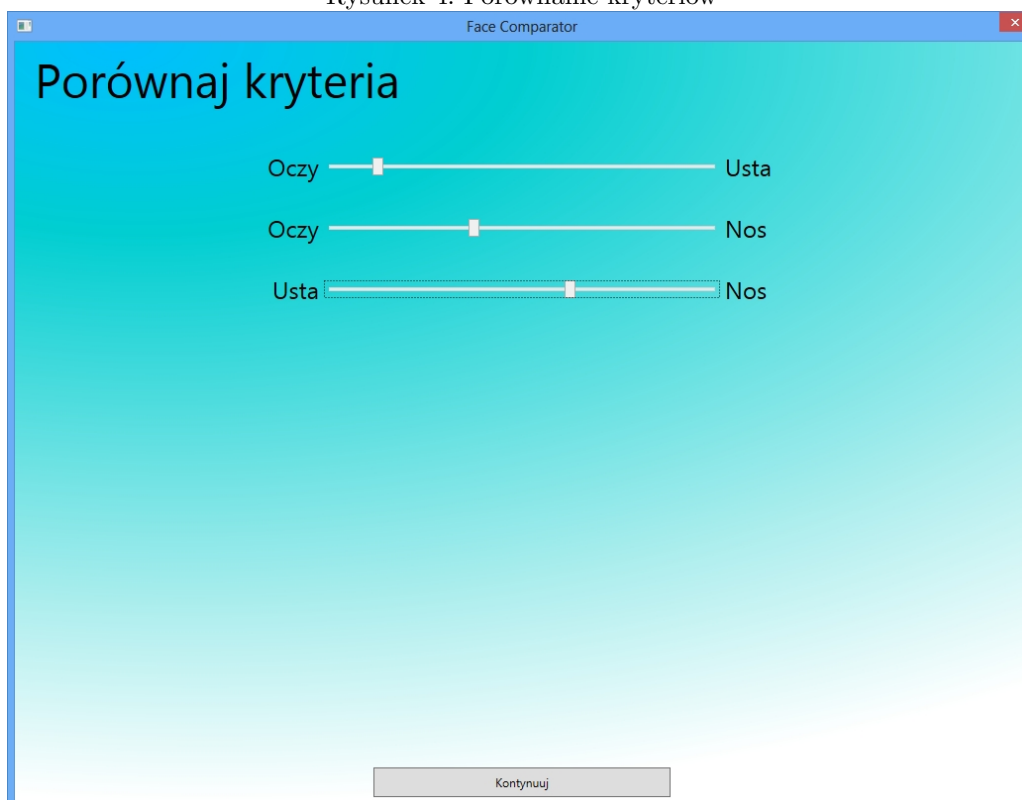 Rysunek 4: Porównanie kryteriów
Face Comparator
Porównaj kryteria
Oczy Usta
Oczy Nos
Usta Nos
Kontynuuj